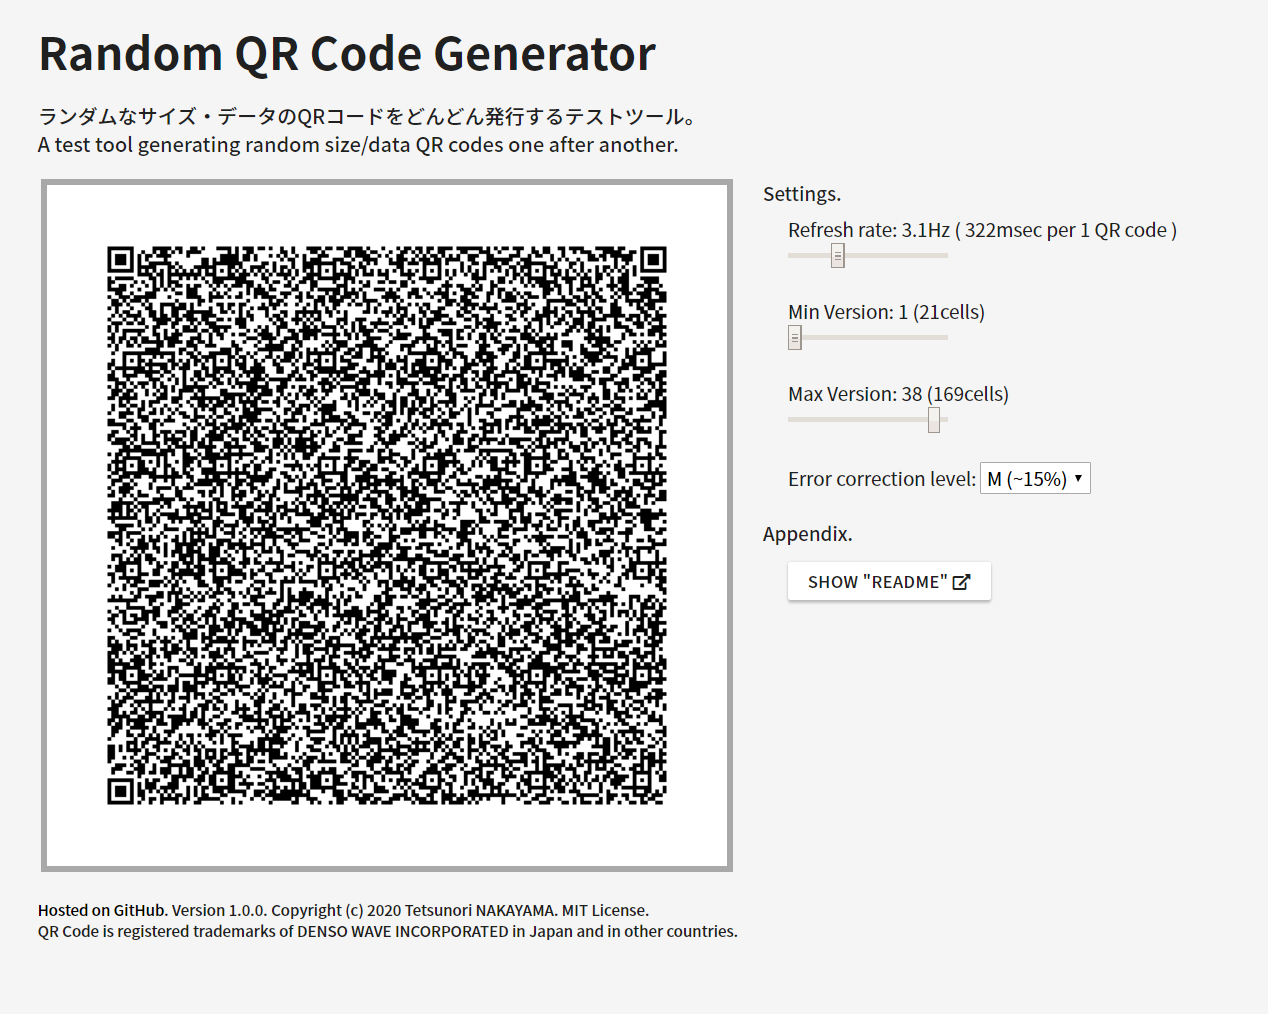 Random QR Code Generator
ランダムなサイズ・データのQRコードをどんどん発行するテストツール。
A test tool generating random size/data QR codes one after another.
Settings.
Refresh rate: 3.1Hz ( 322msec per 1 QR code )
Min Version: 1 (21cells)
Max Version: 38 (169cells)
Error correction level: M (~15%)
Appendix.
SHOW "README"
Hosted on GitHub. Version 1.0.0. Copyright (c) 2020 Tetsunori NAKAYAMA. MIT License.
QR Code is registered trademarks of DENSO WAVE INCORPORATED in Japan and in other countries.